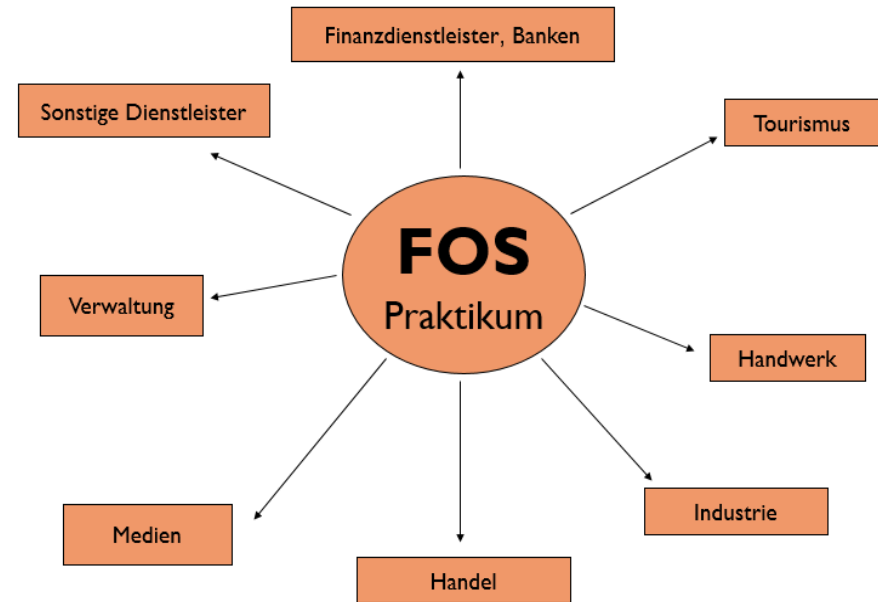 Finanzdienstleister, Banken
Sonstige Dienstleister
Tourismus
FOS
Praktikum
Verwaltung
Handwerk
Industrie
Medien
Handel